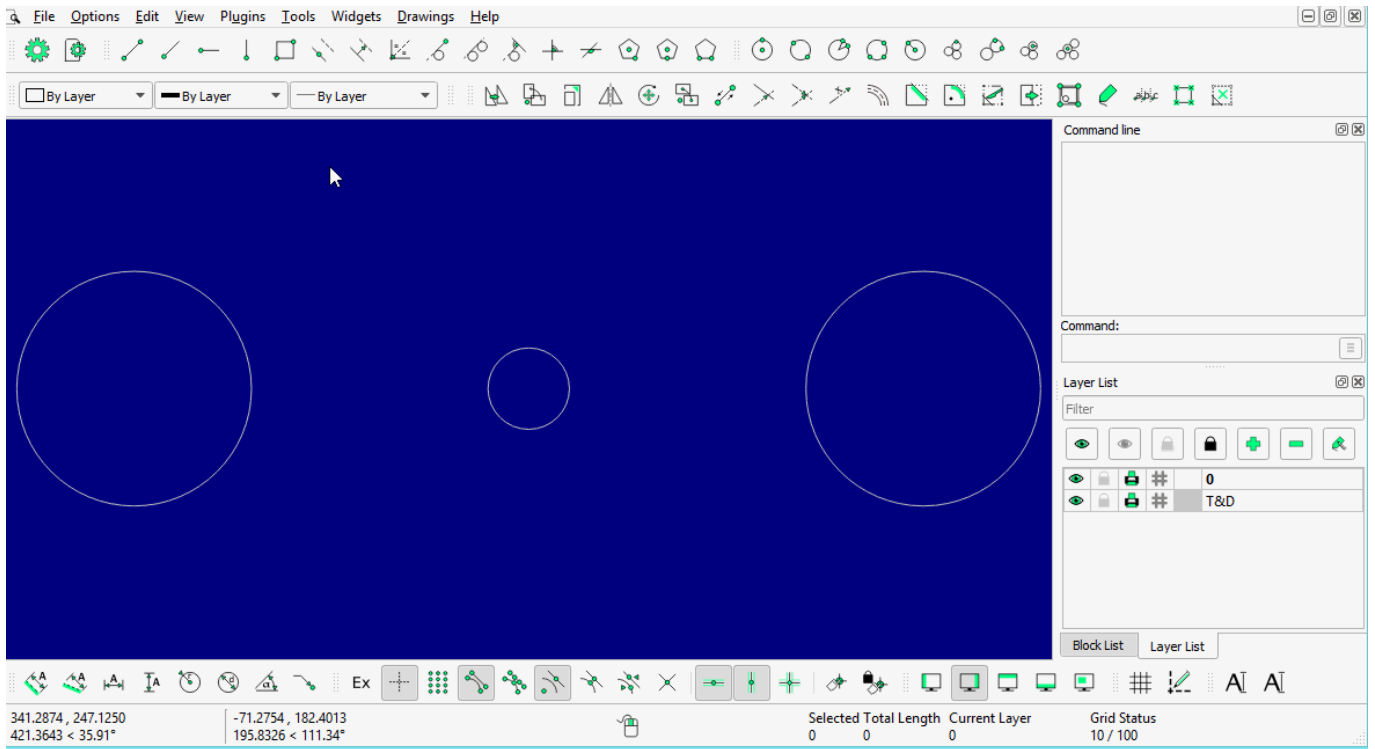 File Options Edit View Plugins Tools Widgets Drawings Help
By Layer By Layer By Layer
Command line
Command:
Layer List
Filter
0
T&D
Block List Layer List
Ex
341.2874 , 247.1250 -71.2754 , 182.4013 Selected Total Length Current Layer Grid Status
421.3643 < 35.91° 195.8326 < 111.34° 0 0 0 10 / 100